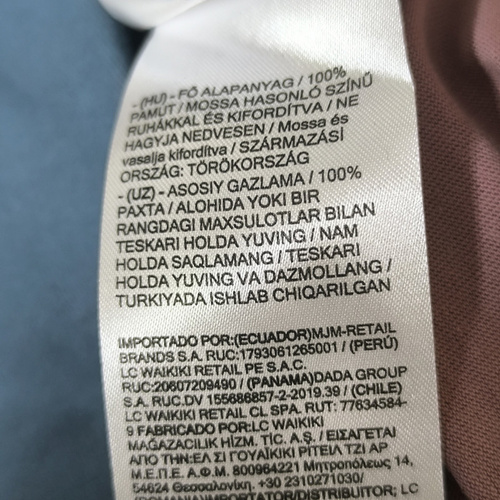 - (HU) - FŐ ALAPANYAG / 100%
PAMUT / MOSSA HASONLÓ SZÍNŰ
RUHÁKKAL ÉS KIFORDÍTVA / NE
HAGYJA NEDVESEN / Mossa és
vasalja kifordítva / SZÁRMAZÁSI
ORSZÁG: TÖRÖKORSZÁG
- (UZ) - ASOSIY GAZLAMA / 100%
PAXTA / ALOHIDA YOKI BIR
RANGDAGI MAXSULOTLAR BILAN
TESKARI HOLDA YUVING / NAM
HOLDA SAQLAMANG / TESKARI
HOLDA YUVING VA DAZMOLLANG /
TURKIYADA ISHLAB CHIQARILGAN
IMPORTADO POR:(ECUADOR)MJM-RETAIL
BRANDS S.A. RUC:1793061265001 / (PERÚ)
LC WAIKIKI RETAIL PE S.A.C.
RUC:20607209490 / (PANAMA)DADA GROUP
S.A. RUC.DV 155686857-2-2019.39 / (CHILE)
LC WAIKIKI RETAIL CL SPA. RUT: 77634584-
9 FABRICADO POR:LC WAIKIKI
MAĞAZACILIK HİZM. TİC. A.Ş. / ΕΙΣΑΓΕΤΑΙ
ΑΠΟ ΤΗΝ:ΕΛ ΣΙ ΓΟΥΑΙΚΙΚΙ ΡΙΤΕΙΛ ΤΖΙ ΑΡ
Μ.Ε.Π.Ε. Α.Φ.Μ. 800964221 Μητροπόλεως 14,
54624 Θεσσαλονίκη. +30 2310271030/
(ROMANIA)IMPORTATOR/DISTRIBUITOR: LC